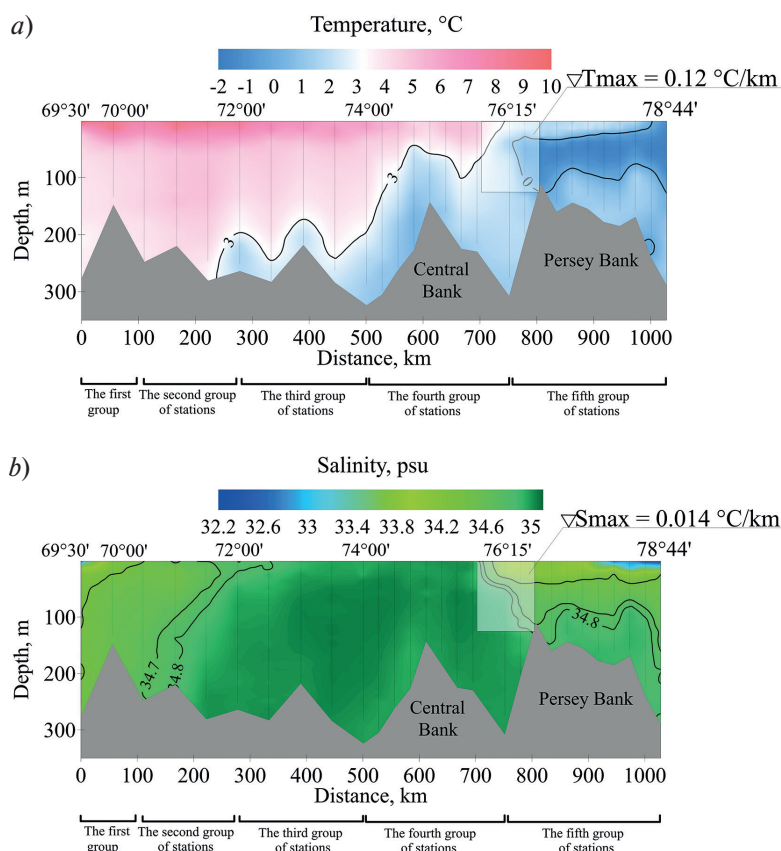 a)
Temperature, °C
-2 -1 0 1 2 3 4 5 6 7 8 9 10
▽Tmax = 0.12 °C/km
69°30' 70°00' 72°00' 74°00' 76°15' 78°44'
Depth, m
100
200
300
3
3
0
Central
Bank
Persey Bank
0 100 200 300 400 500 600 700 800 900 1000
Distance, km
The first
group
The second group
of stations
The third group
of stations
The fourth group
of stations
The fifth group
of stations
b)
Salinity, psu
32.2 32.6 33 33.4 33.8 34.2 34.6 35
▽Smax = 0.014 °C/km
69°30' 70°00' 72°00' 74°00' 76°15' 78°44'
Depth, m
100
200
300
34.7
34.8
34.8
Central
Bank
Persey Bank
0 100 200 300 400 500 600 700 800 900 1000
Distance, km
The first
group
The second group
of stations
The third group
of stations
The fourth group
of stations
The fifth group
of stations